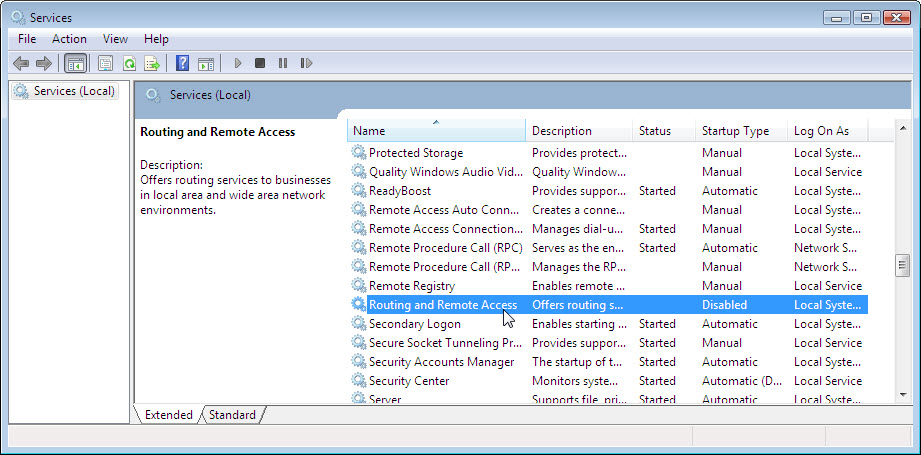 Services
File Action View Help
Services (Local)
Services (Local)
Routing and Remote Access
Description:
Offers routing services to businesses
in local area and wide area network
environments.
Name Description Status Startup Type Log On As
Protected Storage Provides protect... Manual Local Syste...
Quality Windows Audio Vid... Quality Window... Manual Local Service
ReadyBoost Provides suppor... Started Automatic Local Syste...
Remote Access Auto Conn... Creates a conne... Manual Local Syste...
Remote Access Connection... Manages dial-u... Started Manual Local Syste...
Remote Procedure Call (RPC) Serves as the en... Started Automatic Network S...
Remote Procedure Call (RP... Manages the RP... Manual Network S...
Remote Registry Enables remote ... Manual Local Service
Routing and Remote Access Offers routing s... Disabled Local Syste...
Secondary Logon Enables starting ... Started Automatic Local Syste...
Secure Socket Tunneling Pr... Provides suppor... Started Manual Local Service
Security Accounts Manager The startup of t... Started Automatic Local Syste...
Security Center Monitors syste... Started Automatic (D... Local Service
Server Supports file, pri... Started Automatic Local Syste...
Extended Standard